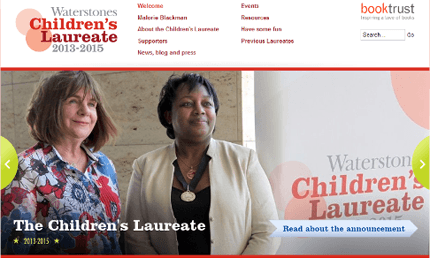 Waterstones
Children's
Laureate
2013-2015
Welcome
Malorie Blackman
About the Children's Laureate
Supporters
News, blog and press
Events
Resources
Have some fun
Previous Laureates
booktrust
inspiring a love of books
Search...
Go
Waterston
Children's
Laureate
2013-2015
The Children's Laureate
★ 2013-2015 ★
Read about the announcement